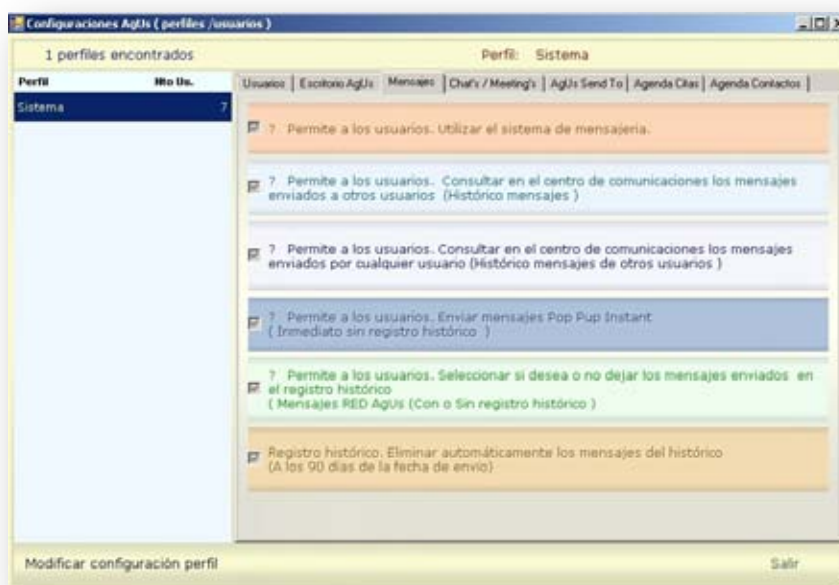 Configuraciones AgUs ( perfiles /usuarios )
1 perfiles encontrados
Perfil: Sistema
Perfil Nto Us.
Usuarios Escritorio AgUs Mensajes Chat's / Meeting's AgUs Send To Agenda Citas Agenda Contactos
Sistema 7
? Permite a los usuarios. Utilizar el sistema de mensajeria.
? Permite a los usuarios. Consultar en el centro de comunicaciones los mensajes
enviados a otros usuarios (Histórico mensajes )
? Permite a los usuarios. Consultar en el centro de comunicaciones los mensajes
enviados por cualquier usuario (Histórico mensajes de otros usuarios )
? Permite a los usuarios. Enviar mensajes Pop Pup Instant
( Inmediato sin registro histórico )
? Permite a los usuarios. Seleccionar si desea o no dejar los mensajes enviados en
el registro histórico
( Mensajes RED AgUs (Con o Sin registro histórico )
Registro histórico. Eliminar automáticamente los mensajes del histórico
(A los 90 días de la fecha de envío)
Modificar configuración perfil
Salir